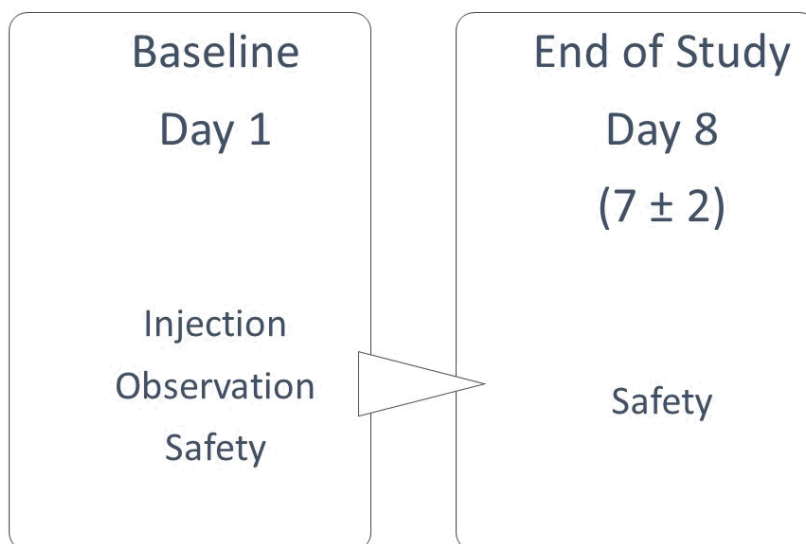 Baseline
Day 1
Injection
Observation
Safety
End of Study
Day 8
(7 ± 2)
Safety